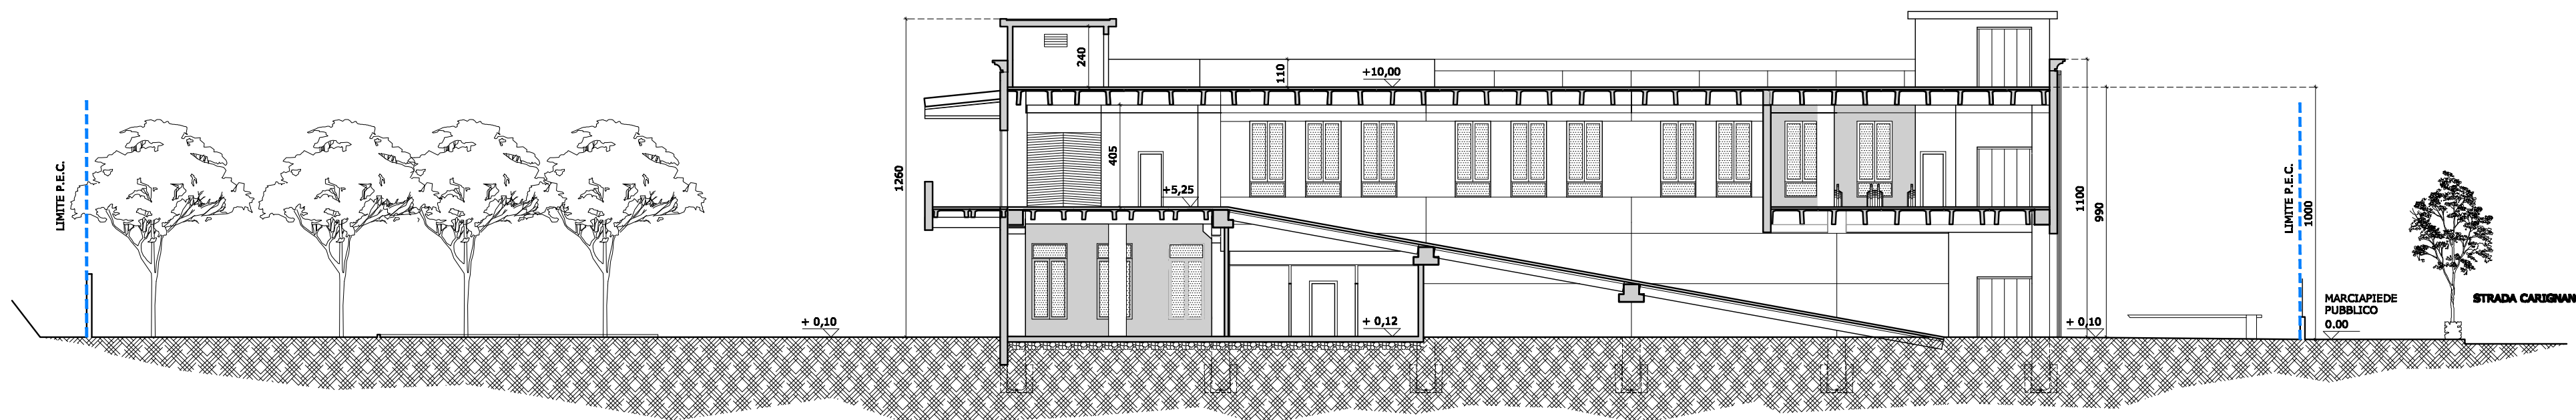 LIMITE P.E.C.
+ 0,10
1260
240
110
+10,00
405
+5,25
+ 0,12
1100
990
+ 0,10
LIMITE P.E.C.
1000
MARCIAPIEDE
PUBBLICO
0.00
STRADA CARIGNAN